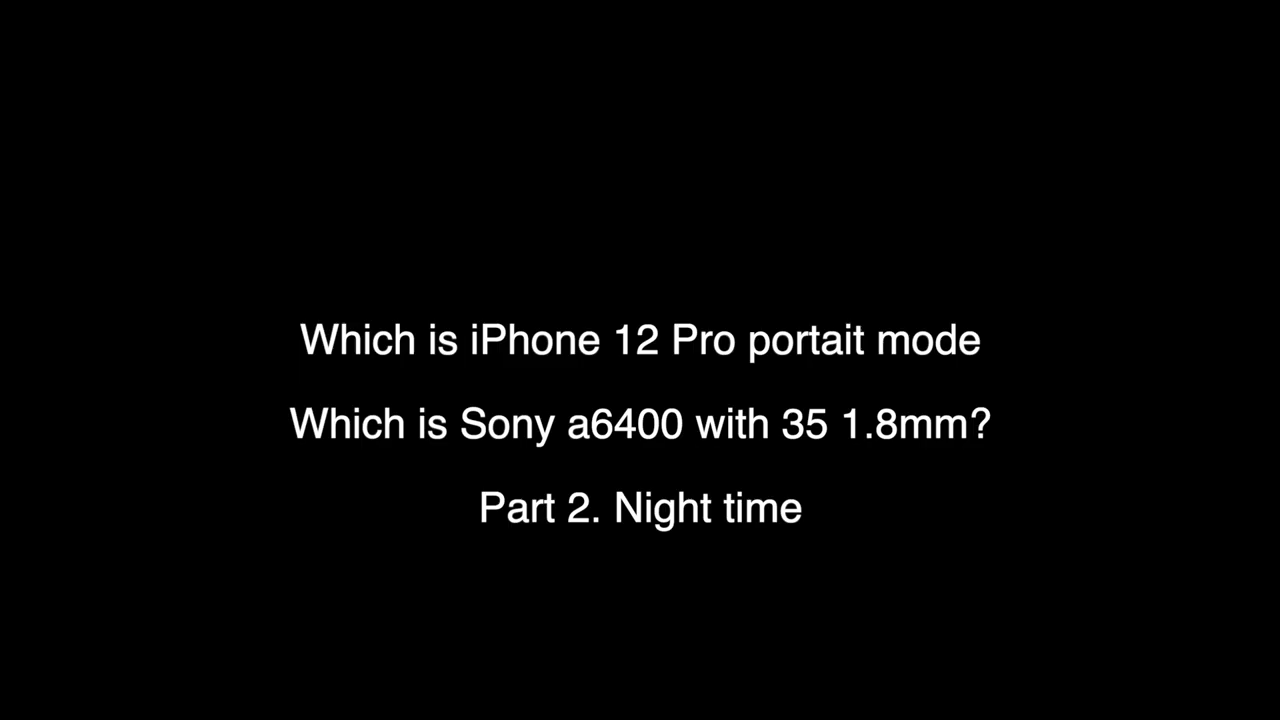 Which is iPhone 12 Pro portait mode
Which is Sony a6400 with 35 1.8mm?
Part 2. Night time